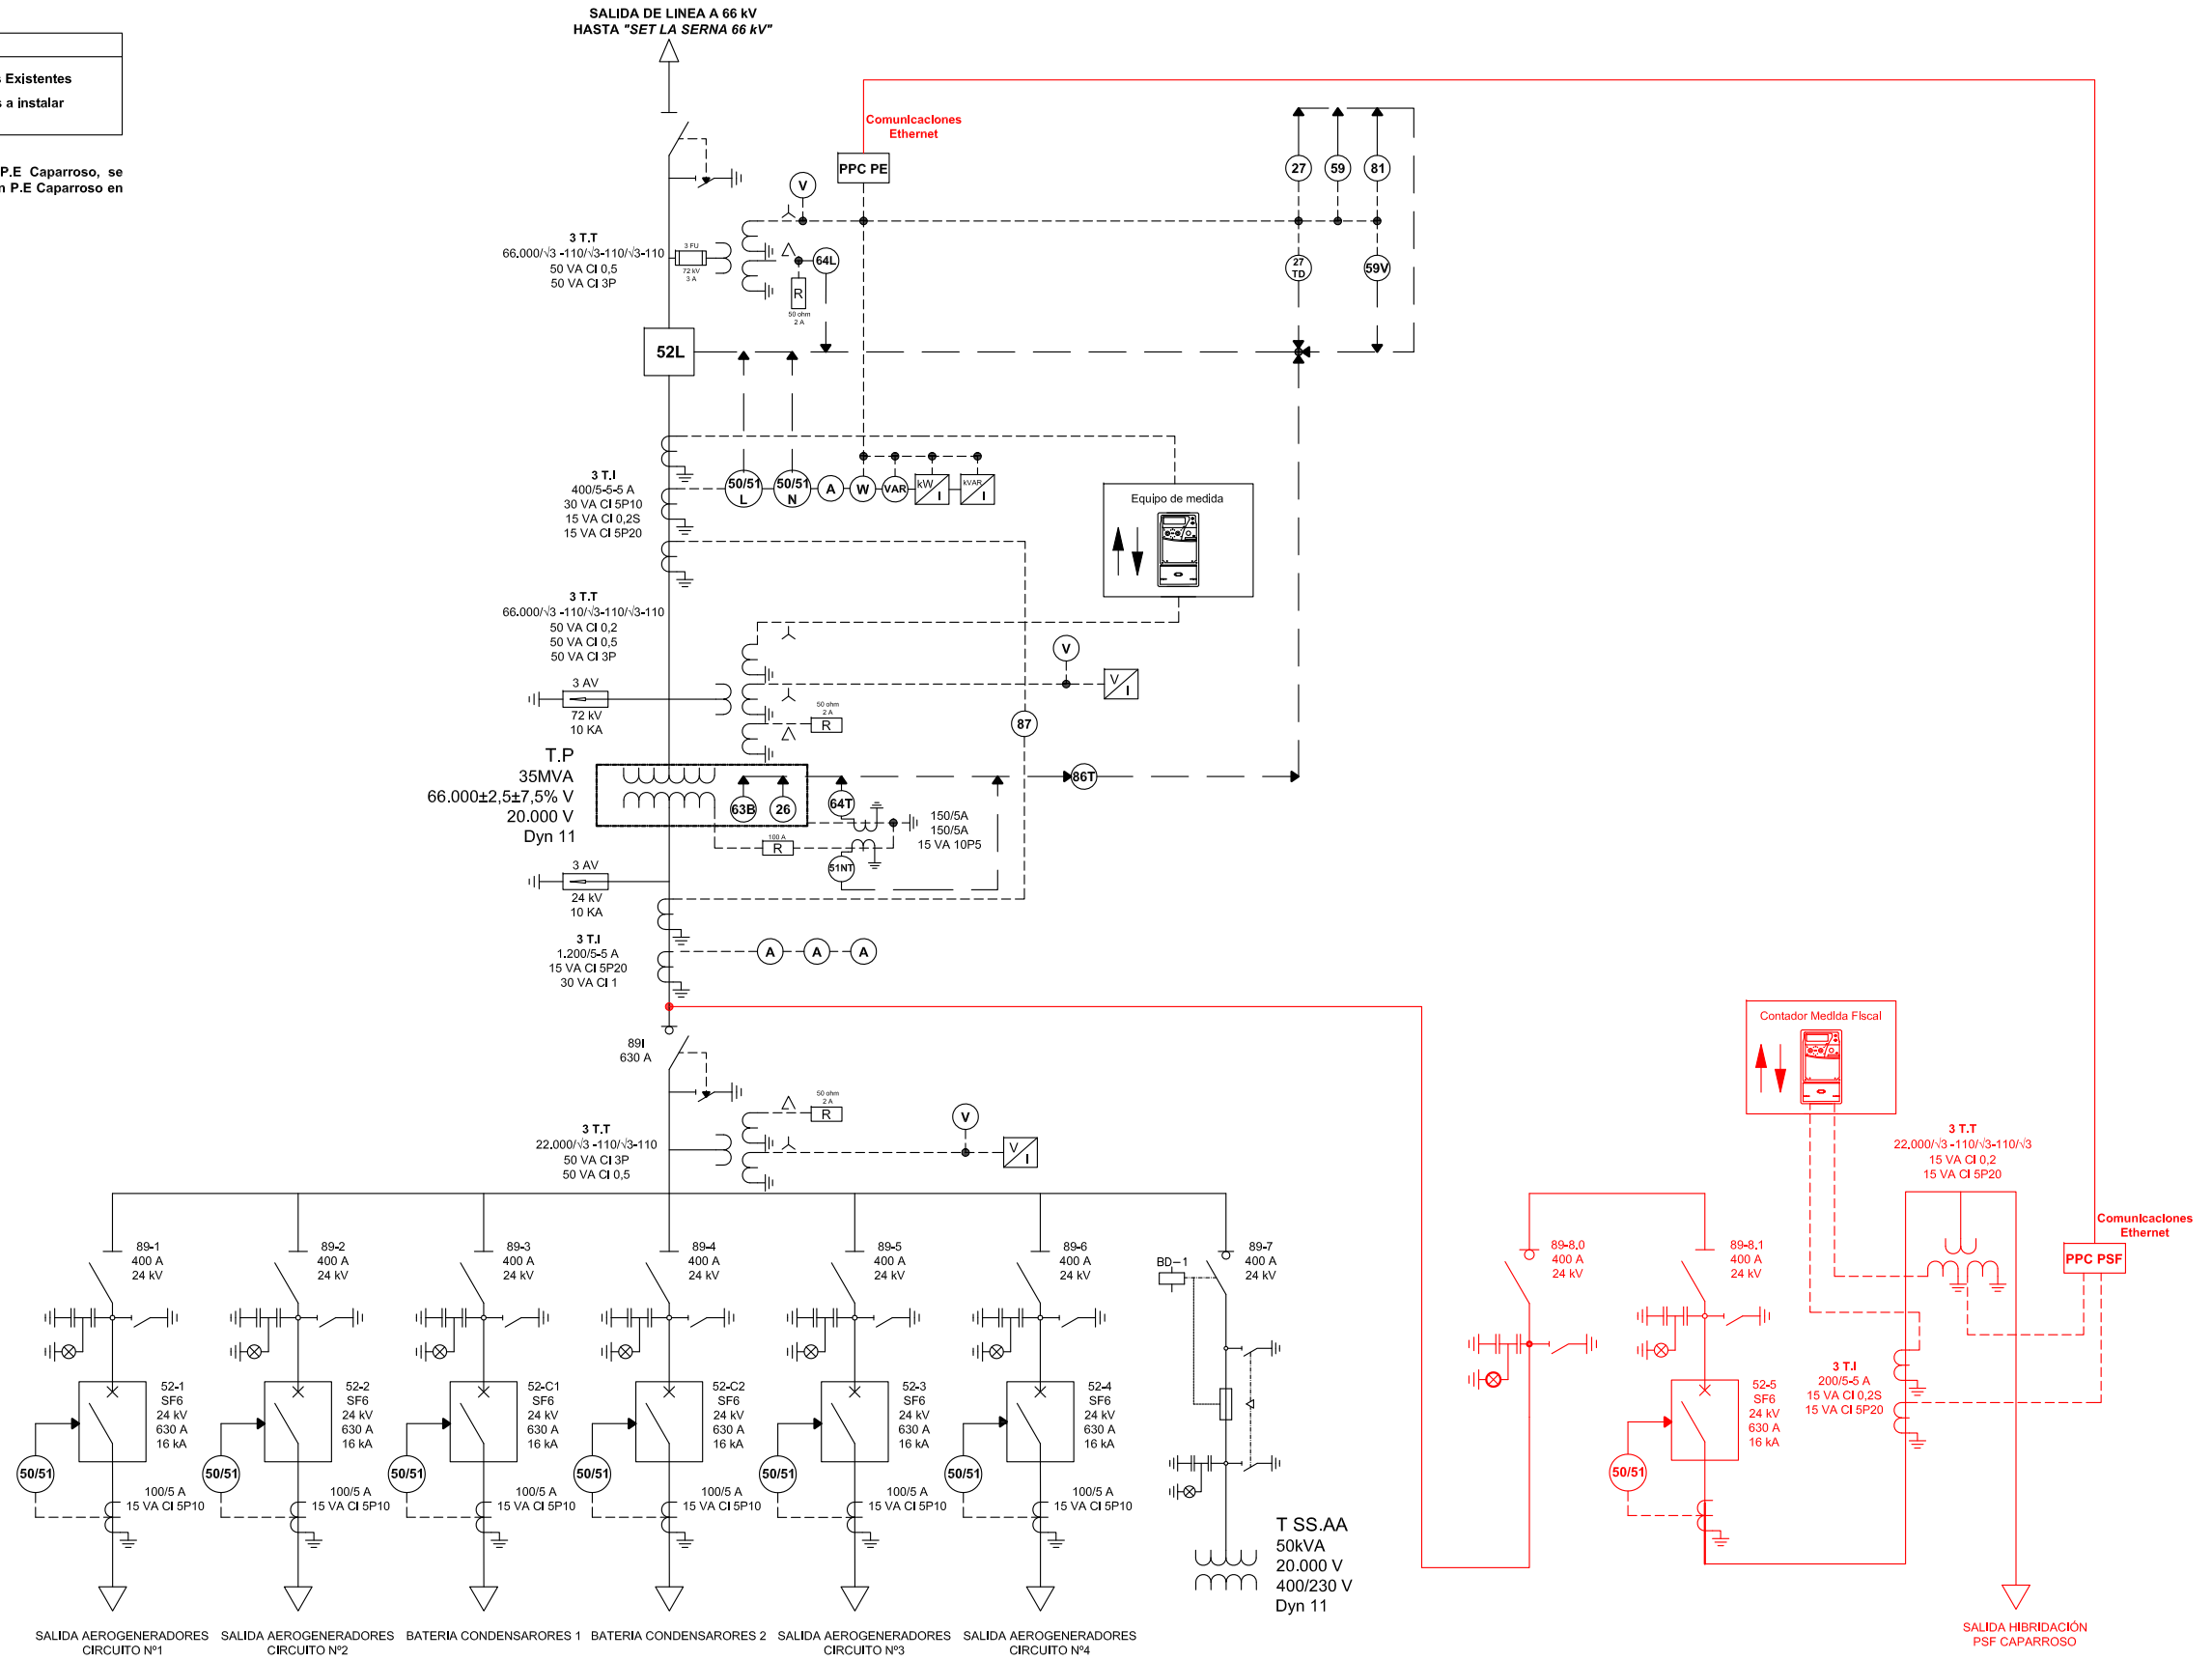 SALIDA DE LINEA A 66 kV
HASTA "SET LA SERNA 66 kV"
s Existentes
s a instalar
P.E Caparroso, se
n P.E Caparroso en
Comunicaciones
Ethernet
PPC PE
27
59
81
V
3 T.T
66.000/√3 -110/√3-110/√3-110
50 VA Cl 0,5
50 VA Cl 3P
3 FU
72 kV
3 A
64L
R
50 ohm
2 A
27
TD
59V
52L
3 T.I
400/5-5-5 A
30 VA Cl 5P10
15 VA Cl 0,2S
15 VA Cl 5P20
50/51
L
50/51
N
A
W
VAR
kW
I
kVAR
I
Equipo de medida
3 T.T
66.000/√3 -110/√3-110/√3-110
50 VA Cl 0,2
50 VA Cl 0,5
50 VA Cl 3P
V
V
I
3 AV
72 kV
10 KA
50 ohm
2 A
R
87
T.P
35MVA
66.000±2,5±7,5% V
20.000 V
Dyn 11
63B
26
64T
86T
150/5A
150/5A
15 VA 10P5
100 A
R
51NT
3 AV
24 kV
10 KA
3 T.I
1.200/5-5 A
15 VA Cl 5P20
30 VA Cl 1
A
A
A
89I
630 A
50 ohm
2 A
R
V
V
I
3 T.T
22.000/√3 -110/√3-110
50 VA Cl 3P
50 VA Cl 0,5
Contador Medida Fiscal
3 T.T
22.000/√3 -110/√3-110/√3
15 VA Cl 0,2
15 VA Cl 5P20
Comunicaciones
Ethernet
PPC PSF
89-1
400 A
24 kV
89-2
400 A
24 kV
89-3
400 A
24 kV
89-4
400 A
24 kV
89-5
400 A
24 kV
89-6
400 A
24 kV
BD-1
89-7
400 A
24 kV
89-8.0
400 A
24 kV
89-8.1
400 A
24 kV
52-1
SF6
24 kV
630 A
16 kA
52-2
SF6
24 kV
630 A
16 kA
52-C1
SF6
24 kV
630 A
16 kA
52-C2
SF6
24 kV
630 A
16 kA
52-3
SF6
24 kV
630 A
16 kA
52-4
SF6
24 kV
630 A
16 kA
52-5
SF6
24 kV
630 A
16 kA
3 T.I
200/5-5 A
15 VA Cl 0,2S
15 VA Cl 5P20
50/51
50/51
50/51
50/51
50/51
50/51
50/51
100/5 A
15 VA Cl 5P10
100/5 A
15 VA Cl 5P10
100/5 A
15 VA Cl 5P10
100/5 A
15 VA Cl 5P10
100/5 A
15 VA Cl 5P10
100/5 A
15 VA Cl 5P10
T SS.AA
50kVA
20.000 V
400/230 V
Dyn 11
SALIDA AEROGENERADORES
CIRCUITO Nº1
SALIDA AEROGENERADORES
CIRCUITO Nº2
BATERIA CONDENSARORES 1
BATERIA CONDENSARORES 2
SALIDA AEROGENERADORES
CIRCUITO Nº3
SALIDA AEROGENERADORES
CIRCUITO Nº4
SALIDA HIBRIDACIÓN
PSF CAPARROSO